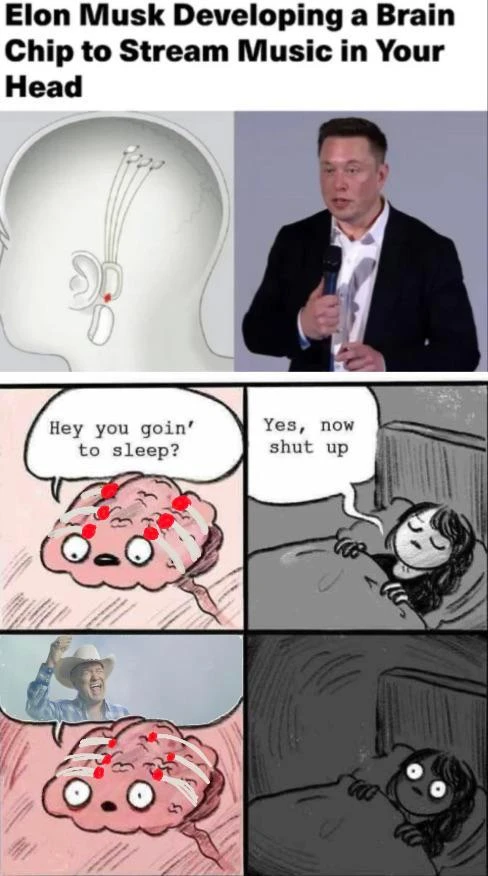 Elon Musk Developing a Brain
Chip to Stream Music in Your
Head
Hey you goin'
to sleep?
Yes, now
shut up